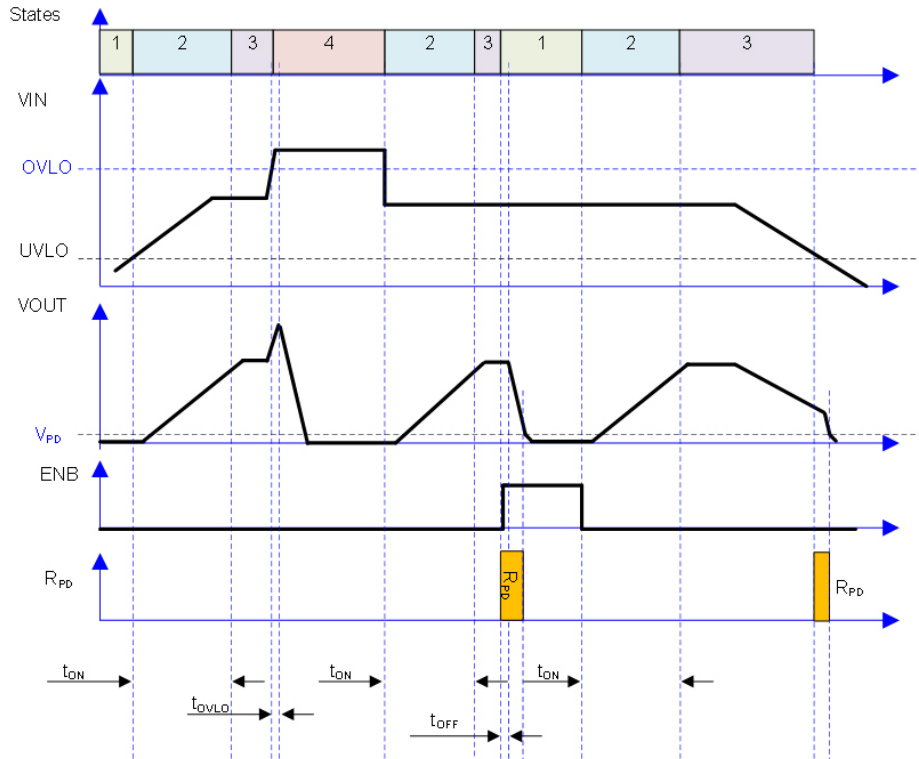 States
1 2 3 4 2 3 1 2 3
VIN
OVLO
UVLO
VOUT
VPD
ENB
RPD
RPD
RPD
tON
tON
tON
tOVLO
tOFF